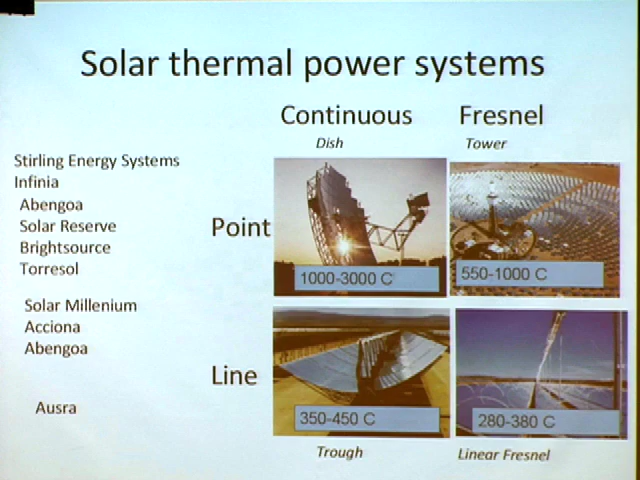 Solar thermal power systems
Continuous
Fresnel
Dish
Tower
Stirling Energy Systems
Infinia
Abengoa
Solar Reserve
Brightsource
Torresol
Point
1000-3000 C
550-1000 C
Solar Millenium
Acciona
Abengoa
Line
Ausra
350-450 C
280-380 C
Trough
Linear Fresnel